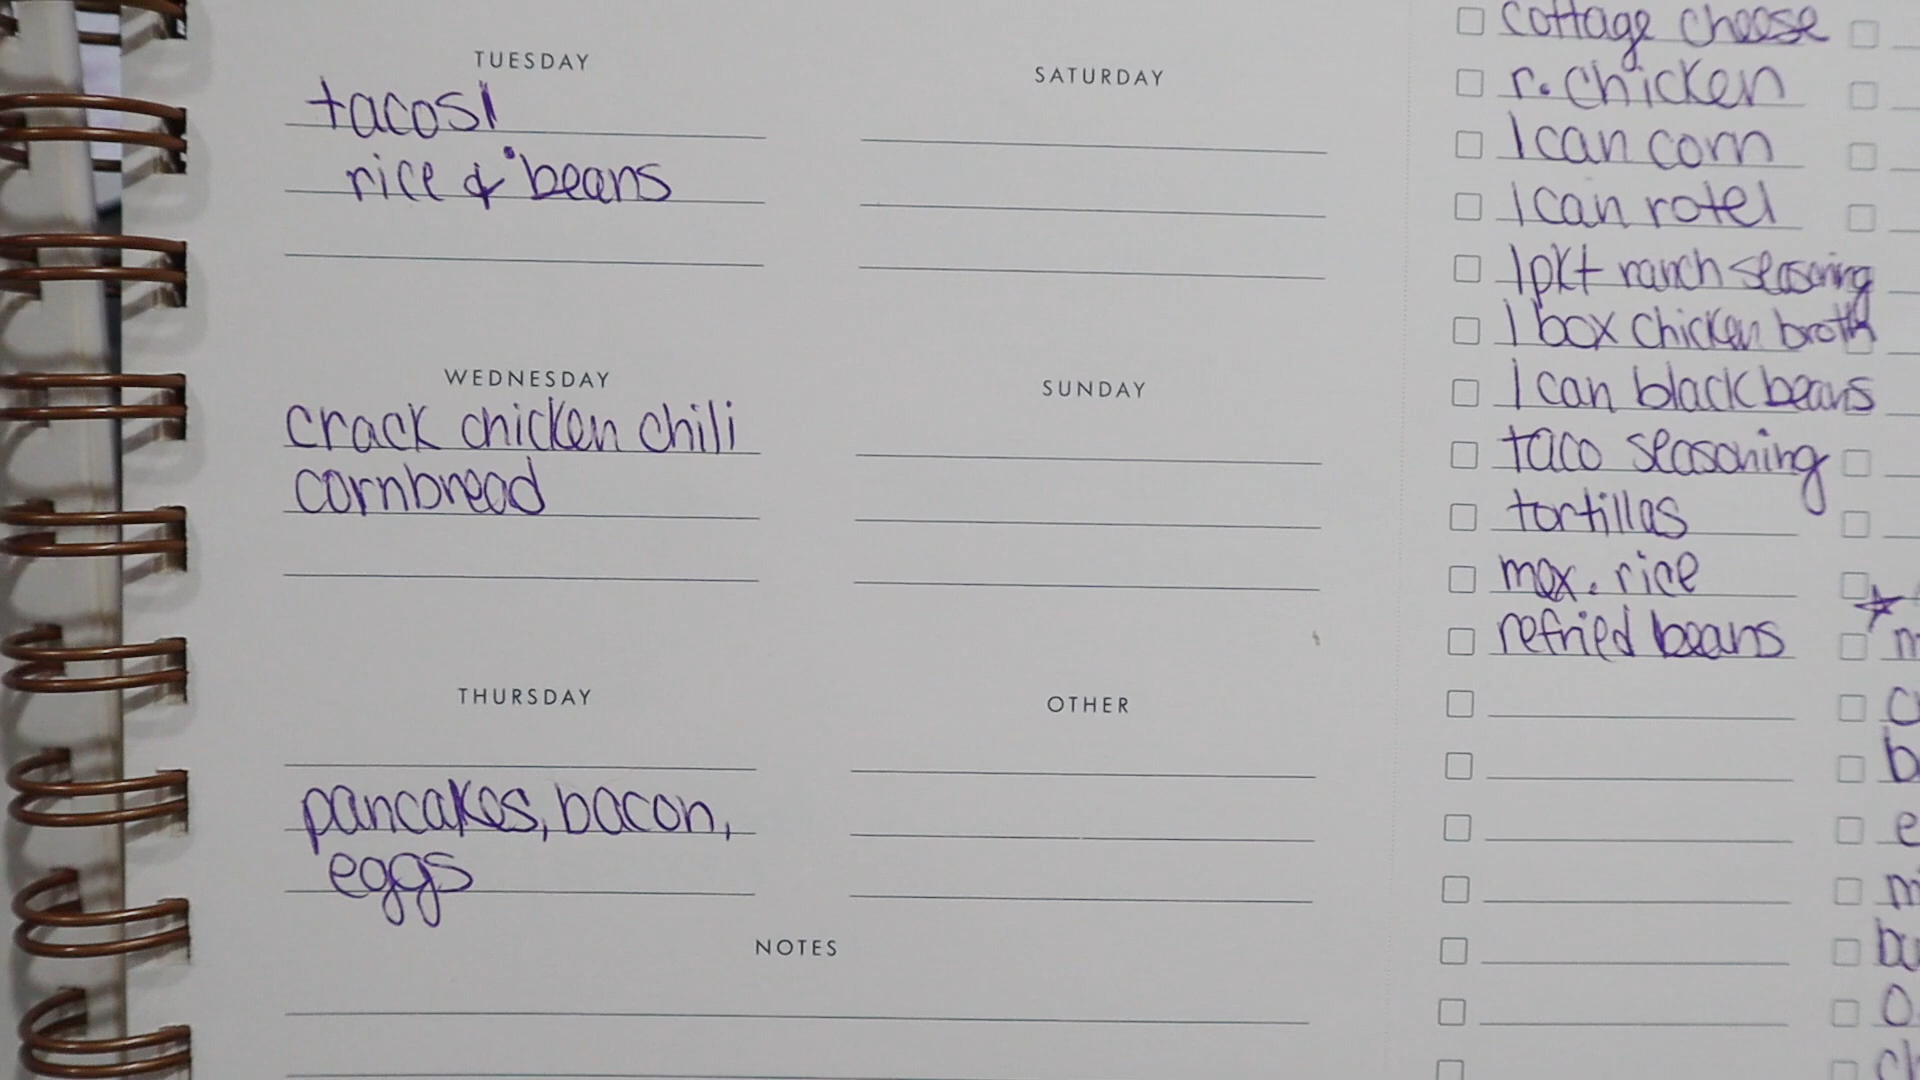 TUESDAY
tacos
rice & beans
WEDNESDAY
crack chicken chili
cornbread
THURSDAY
pancakes, bacon,
eggs
SATURDAY
SUNDAY
OTHER
NOTES
cottage cheese
r. chicken
1 can corn
1 can rotel
1 pkt ranch seasoning
1 box chicken broth
1 can black beans
taco seasoning
tortillas
mex. rice
refried beans